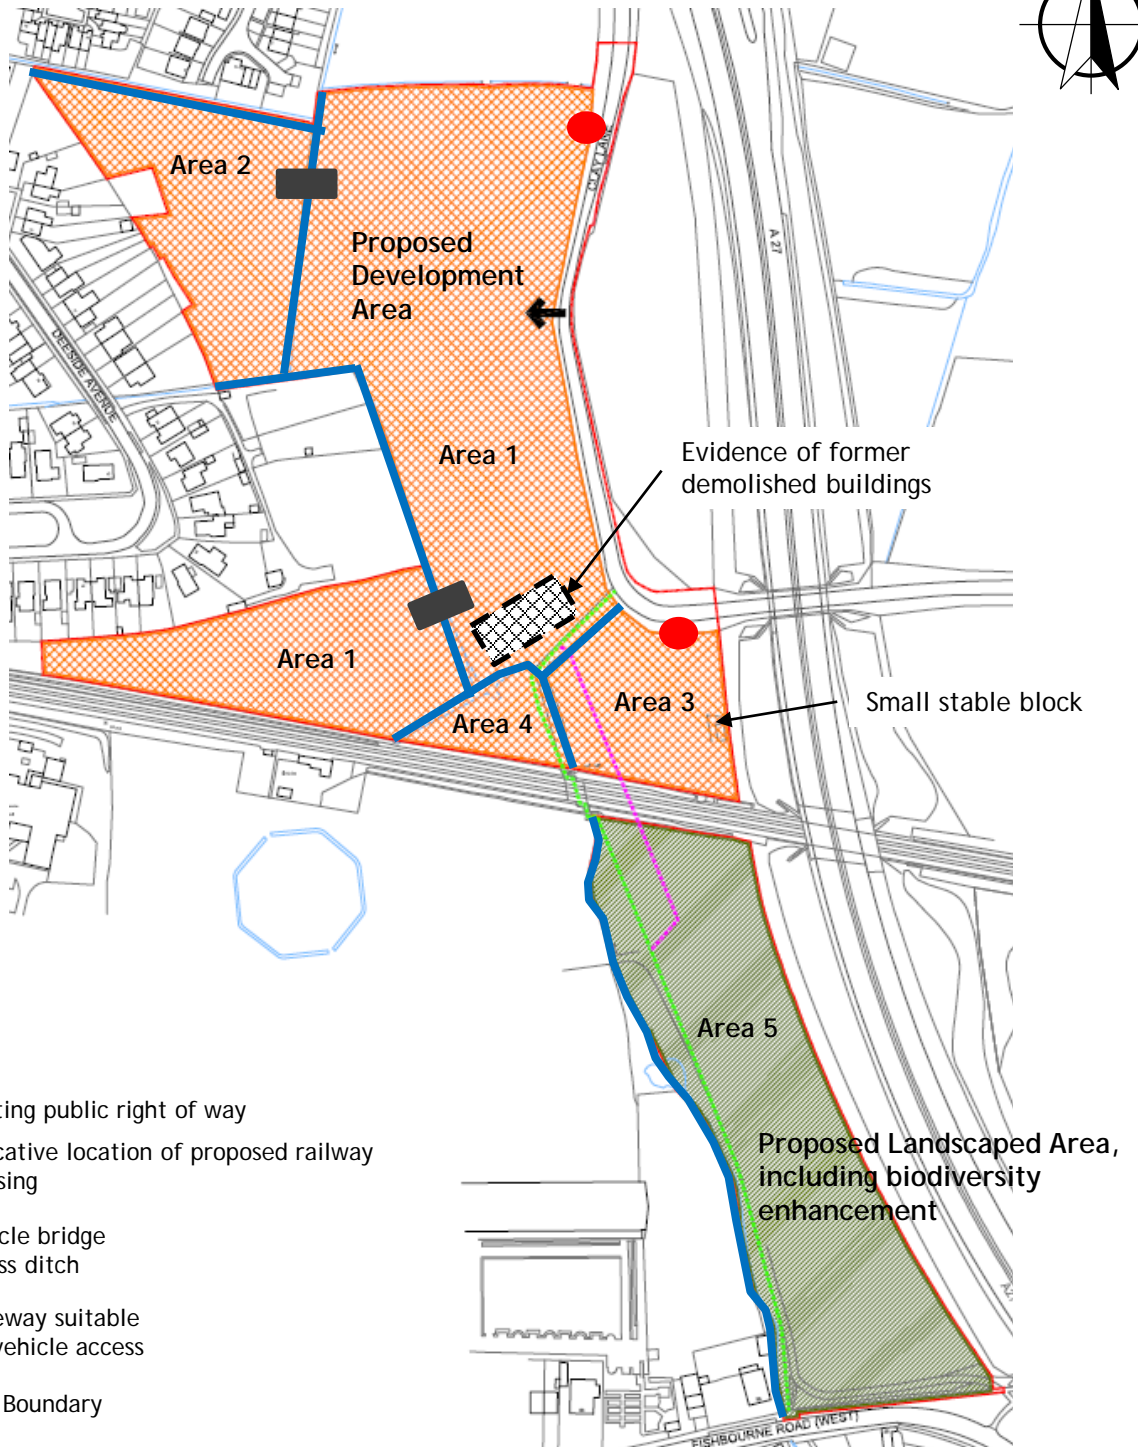 CLAY LANE
Area 2
A 27
Proposed
Development
Area
DEESIDE AVENUE
Evidence of former
demolished buildings
Area 1
Area 1
Area 3
Small stable block
Area 4
Area 5
ting public right of way
cative location of proposed railway
sing
Proposed Landscaped Area,
including biodiversity
enhancement
cle bridge
ss ditch
eway suitable
vehicle access
Boundary
FISHBOURNE ROAD (WEST)